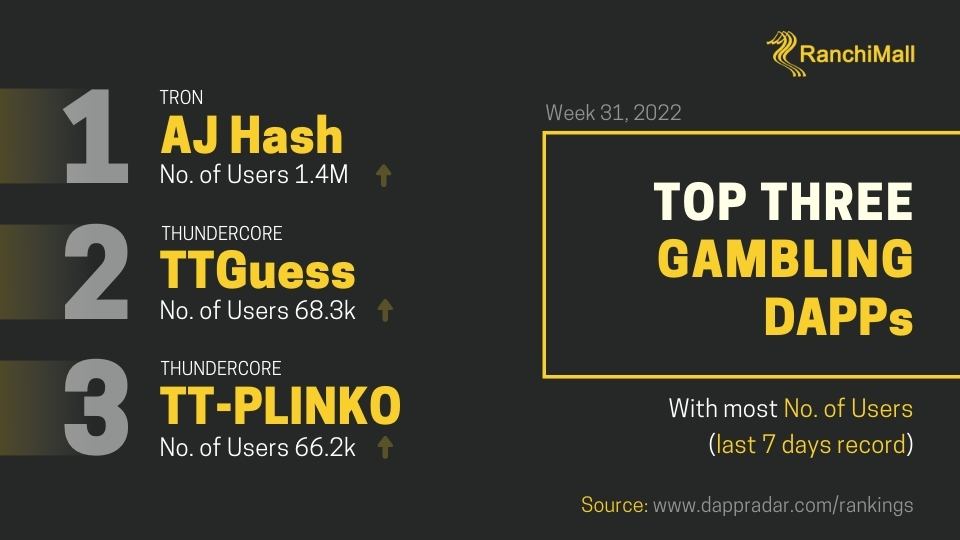 RanchiMall
Week 31, 2022
TOP THREE
GAMBLING
DAPPs
With most No. of Users
(last 7 days record)
Source: www.dappradar.com/rankings
1
TRON
AJ Hash
No. of Users 1.4M
2
THUNDERCORE
TTGuess
No. of Users 68.3k
3
THUNDERCORE
TT-PLINKO
No. of Users 66.2k